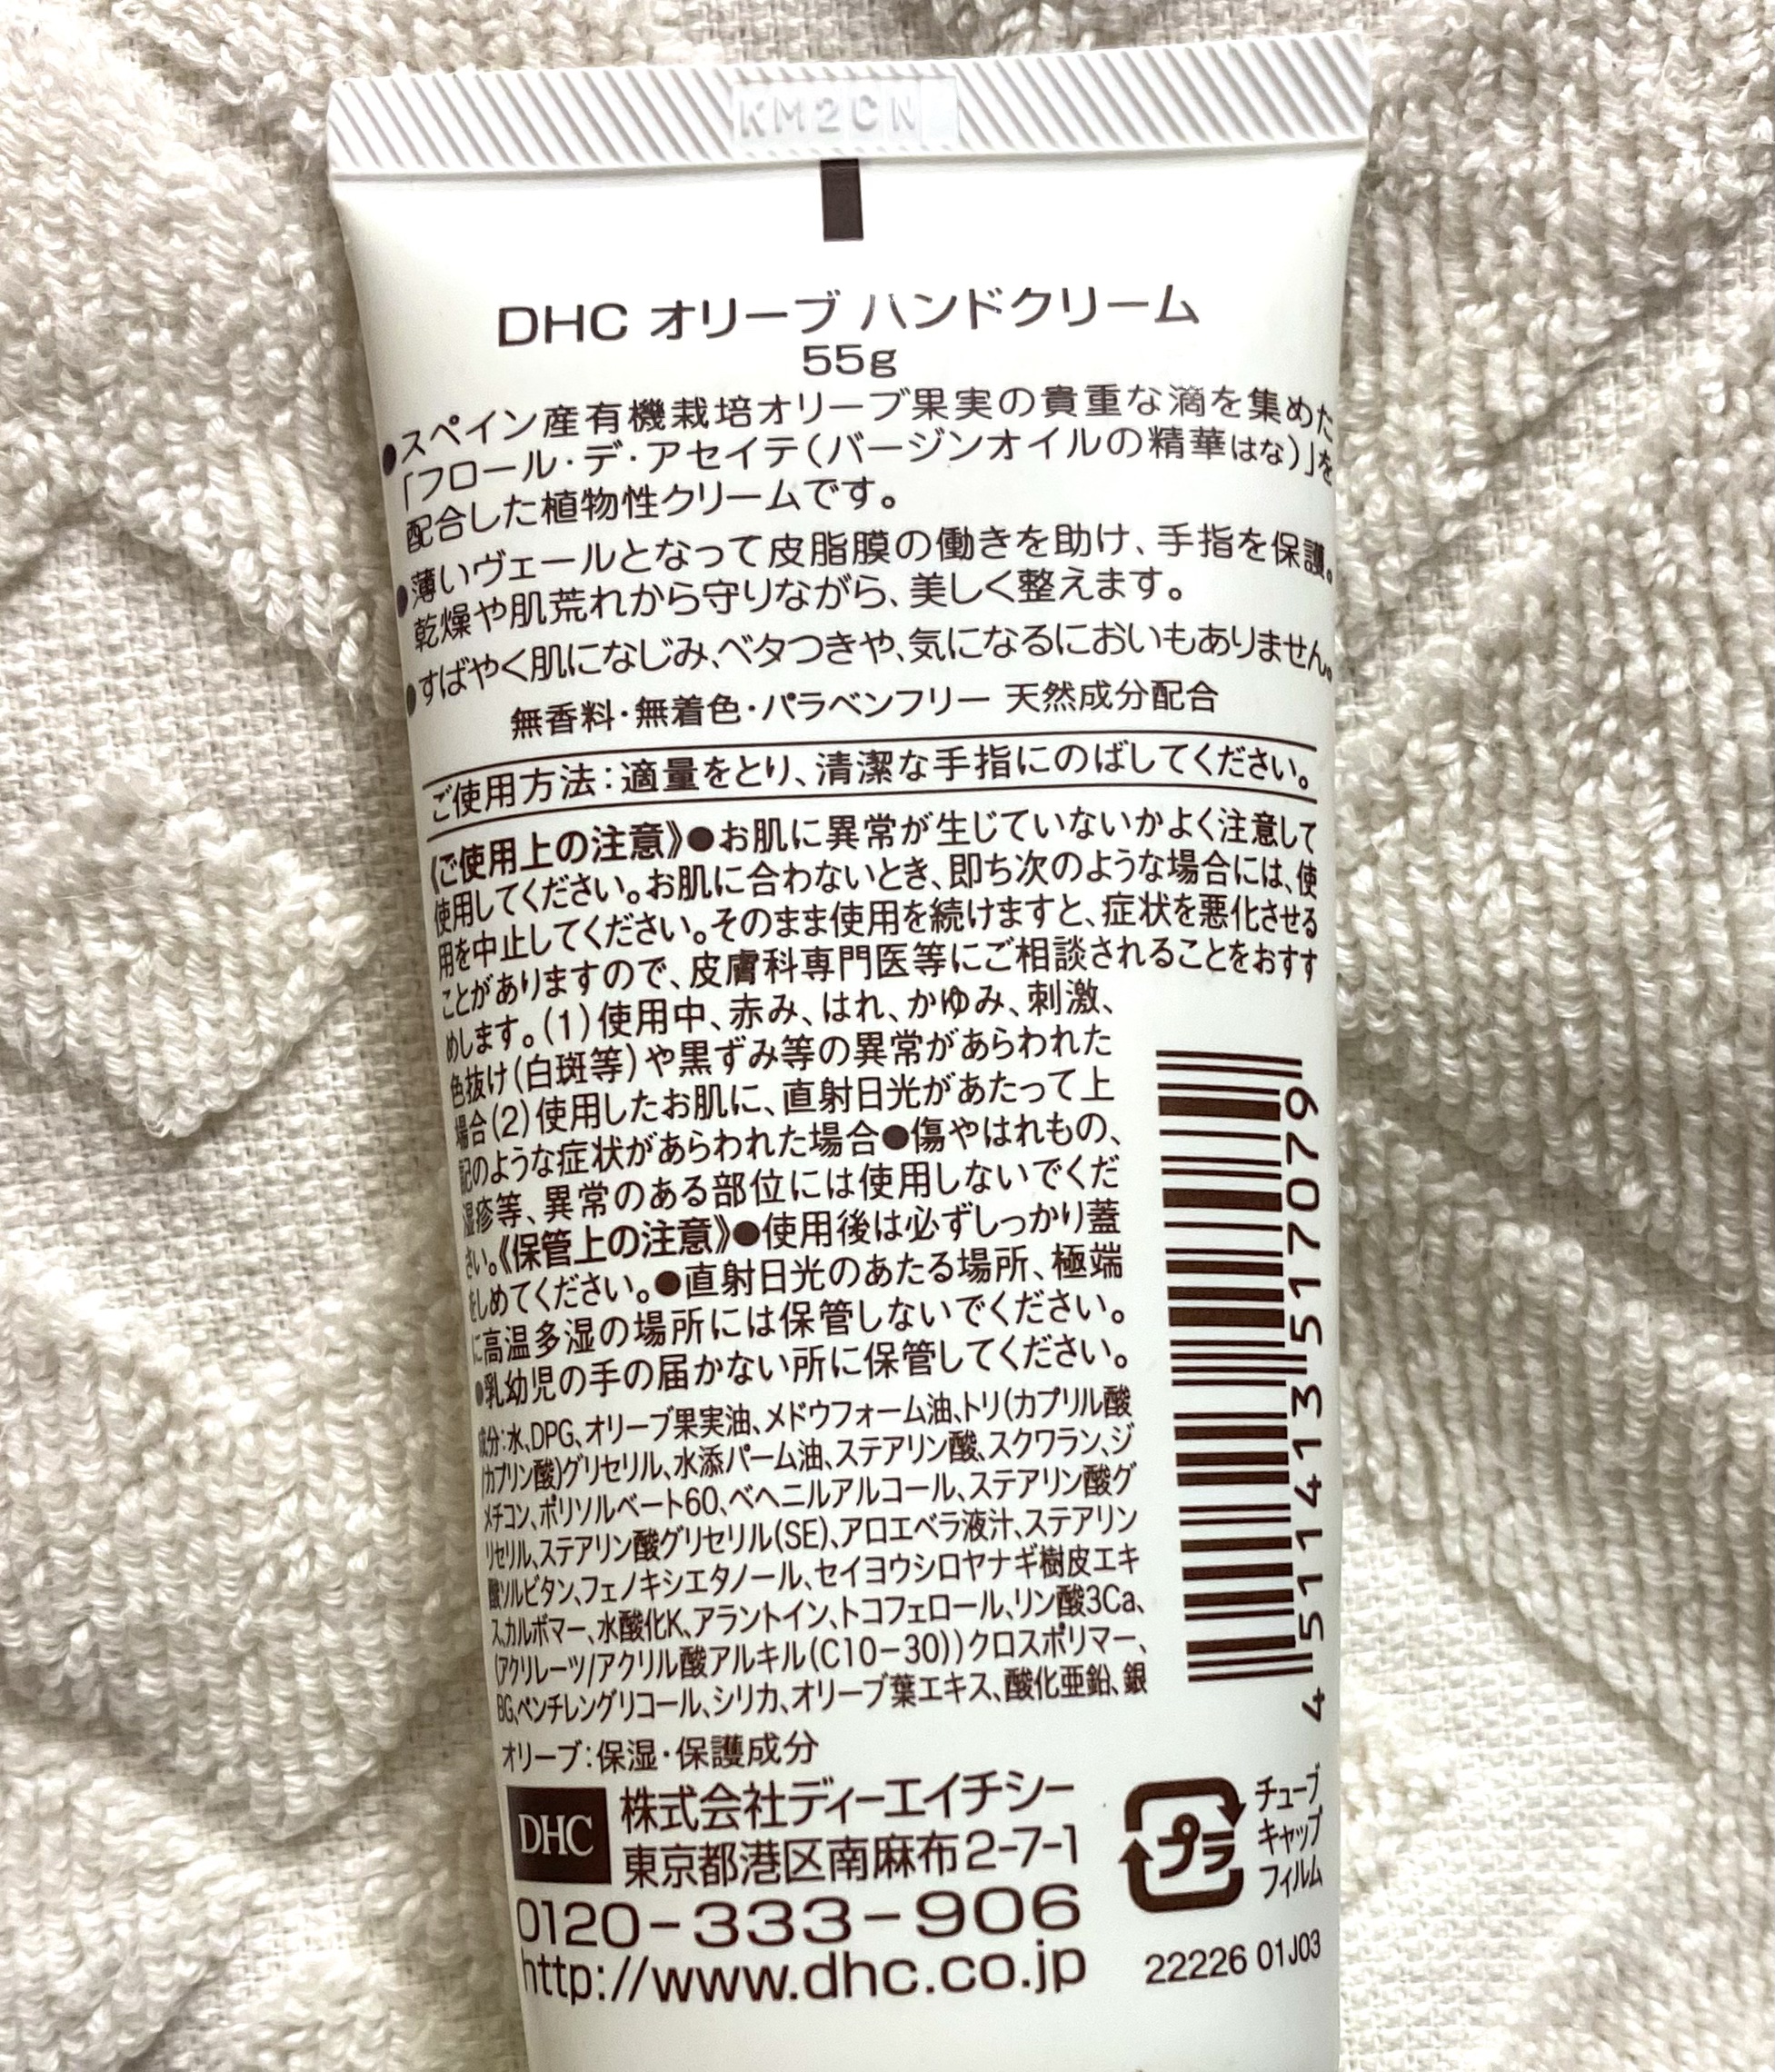 KM2CN
DHC オリーブ ハンドクリーム
55g
●スペイン産有機栽培オリーブ果実の貴重な滴を集めた
「フロール・デ・アセイテ(バージンオイルの精華はな)」を
配合した植物性クリームです。
●薄いヴェールとなって皮脂膜の働きを助け、手指を保護。
乾燥や肌荒れから守りながら、美しく整えます。
●すばやく肌になじみ、ベタつきや、気になるにおいもありません。
無香料・無着色・パラベンフリー 天然成分配合
ご使用方法:適量をとり、清潔な手指にのばしてください。
《ご使用上の注意》●お肌に異常が生じていないかよく注意して
使用してください。お肌に合わないとき、即ち次のような場合には、使
用を中止してください。そのまま使用を続けますと、症状を悪化させる
ことがありますので、皮膚科専門医等にご相談されることをおすす
めします。(1)使用中、赤み、はれ、かゆみ、刺激、
色抜け(白斑等)や黒ずみ等の異常があらわれた
場合(2)使用したお肌に、直射日光があたって上
記のような症状があらわれた場合●傷やはれもの、
湿疹等、異常のある部位には使用しないでくだ
さい。《保管上の注意》●使用後は必ずしっかり蓋
をしめてください。●直射日光のあたる場所、極端
に高温多湿の場所には保管しないでください。
●乳幼児の手の届かない所に保管してください。
成分:水、DPG、オリーブ果実油、メドウフォーム油、トリ(カプリル酸
/カプリン酸)グリセリル、水添パーム油、ステアリン酸、スクワラン、ジ
メチコン、ポリソルベート60、ベヘニルアルコール、ステアリン酸グ
リセリル、ステアリン酸グリセリル(SE)、アロエベラ液汁、ステアリン
酸ソルビタン、フェノキシエタノール、セイヨウシロヤナギ樹皮エキ
ス、カルボマー、水酸化K、アラントイン、トコフェロール、リン酸3Ca、
(アクリレーツ/アクリル酸アルキル(C10-30))クロスポリマー、
BG、ペンチレングリコール、シリカ、オリーブ葉エキス、酸化亜鉛、銀
オリーブ:保湿・保護成分
DHC
株式会社ディーエイチシー
東京都港区南麻布2-7-1
0120-333-906
http://www.dhc.co.jp
プラ
チューブ
キャップ
フィルム
22226 01J03
4 511413 517079